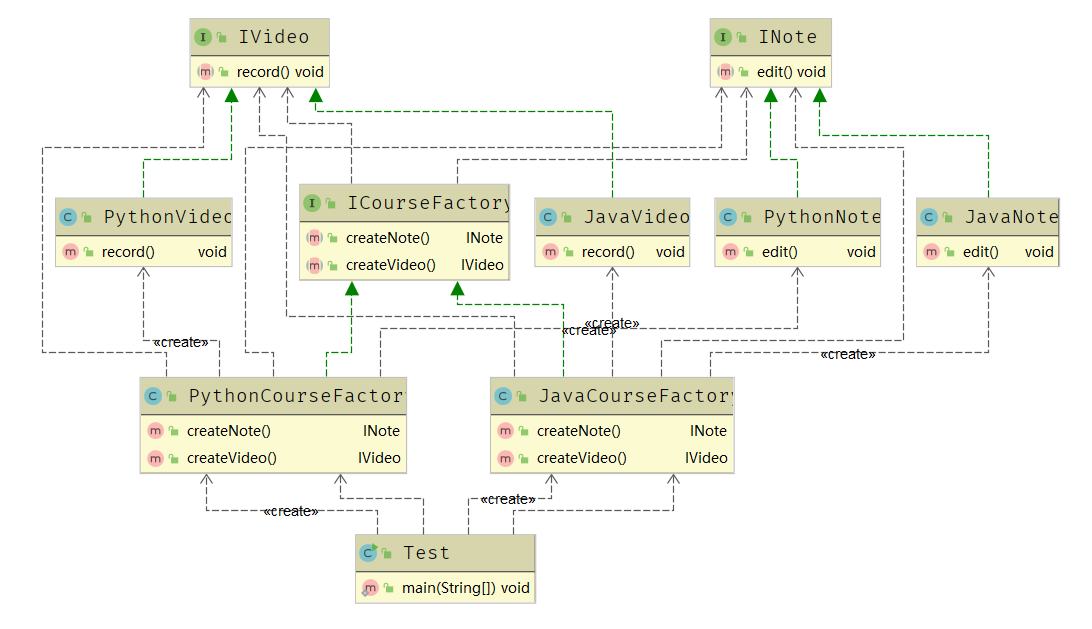 IVideo
record() void
INote
edit() void
PythonVideo
record() void
ICourseFactory
createNote() INote
createVideo() IVideo
JavaVideo
record() void
PythonNote
edit() void
JavaNote
edit() void
«create»
«create»
«create»
«create»
PythonCourseFactor
createNote() INote
createVideo() IVideo
JavaCourseFactory
createNote() INote
createVideo() IVideo
«create»
«create»
Test
main(String[]) void